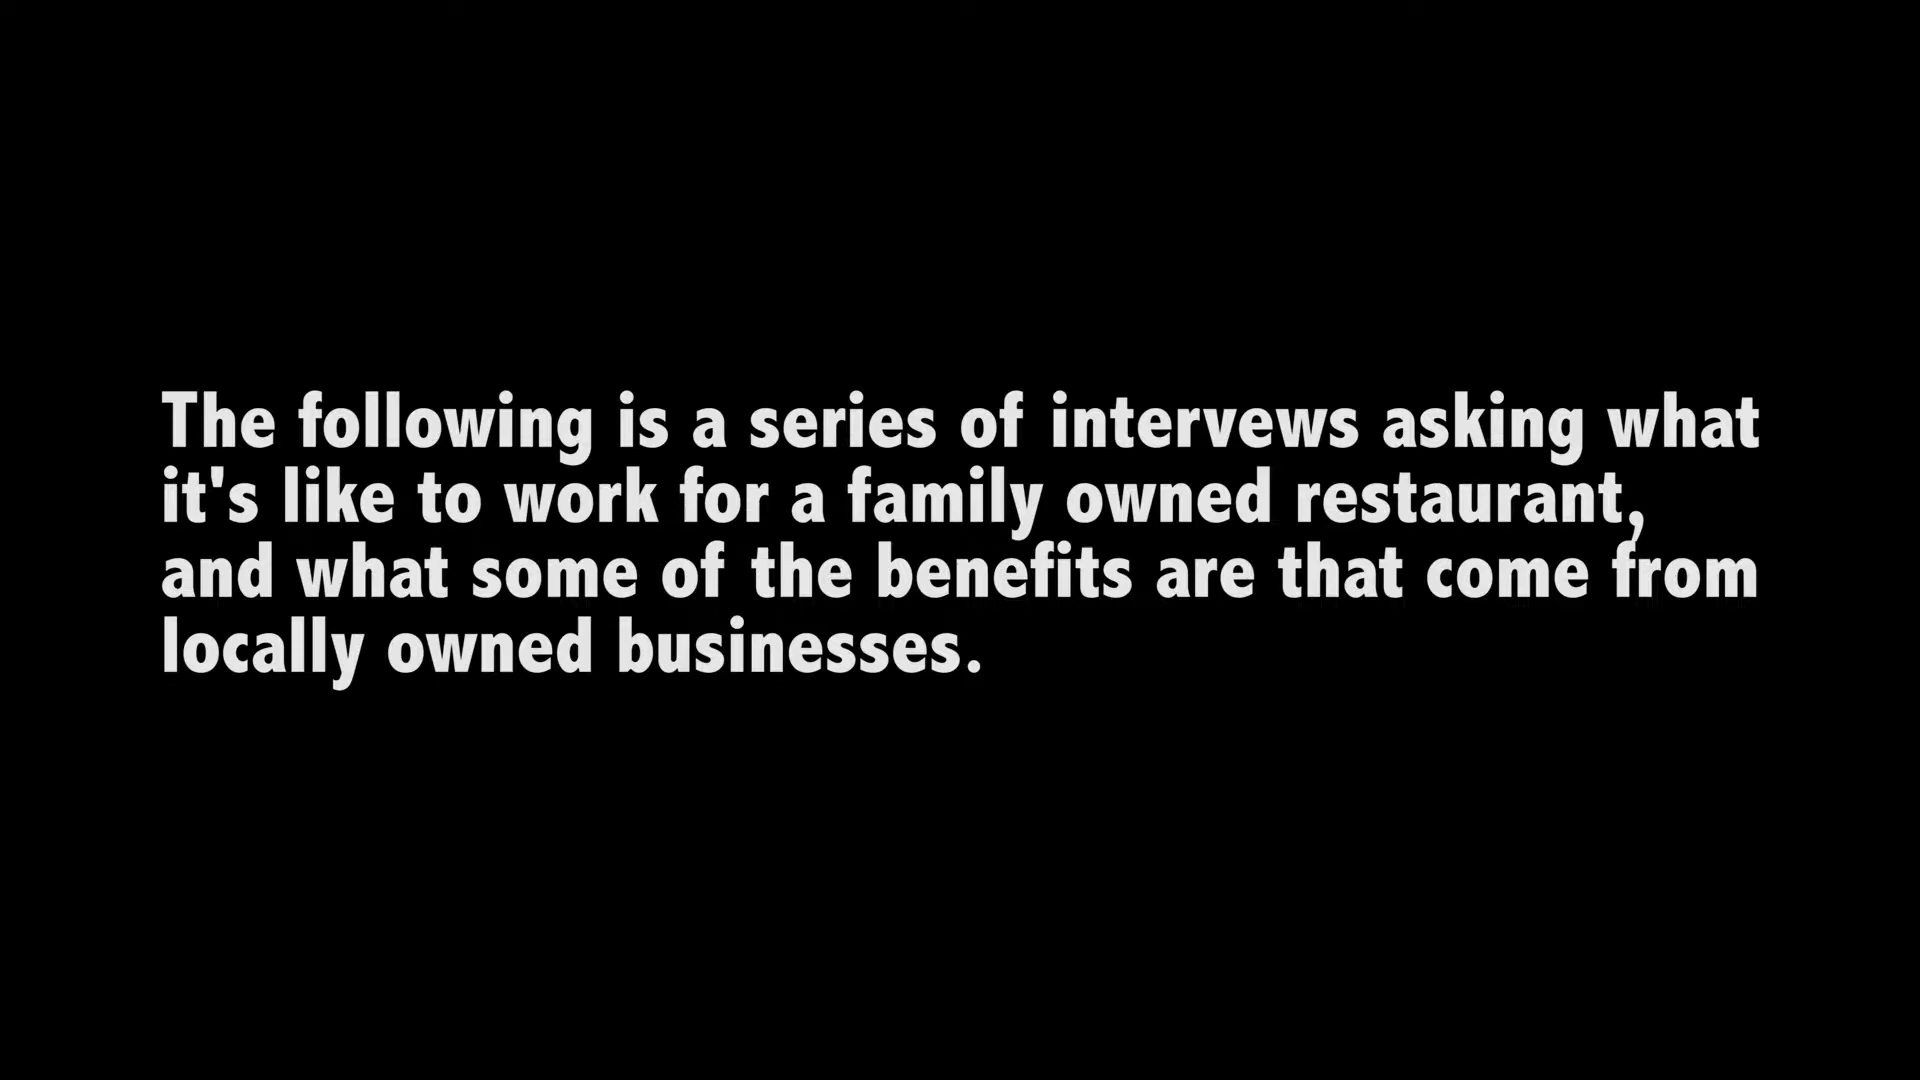 The following is a series of intervews asking what
it's like to work for a family owned restaurant,
and what some of the benefits are that come from
locally owned businesses.